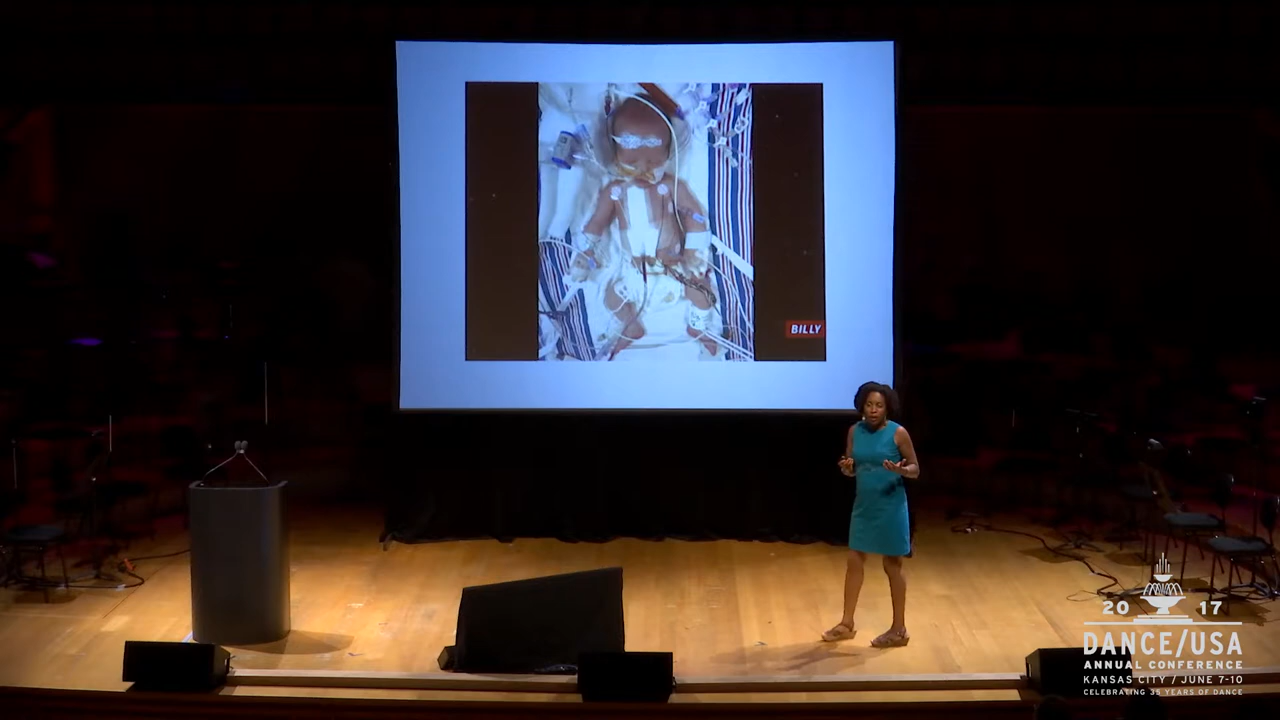 BILLY
20 17
DANCE/USA
ANNUAL CONFERENCE
KANSAS CITY / JUNE 7-10
CELEBRATING 35 YEARS OF DANCE